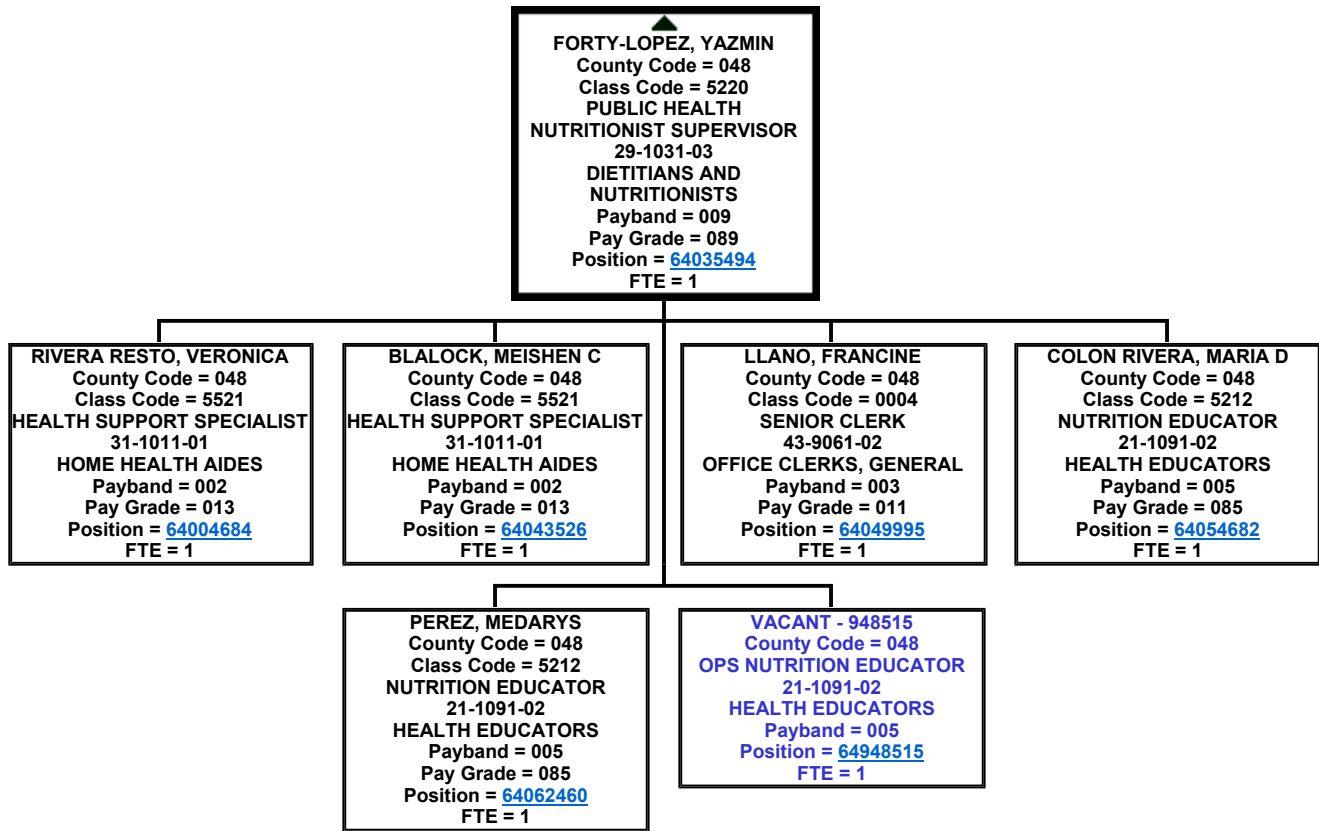 FORTY-LOPEZ, YAZMIN
County Code = 048
Class Code = 5220
PUBLIC HEALTH
NUTRITIONIST SUPERVISOR
29-1031-03
DIETITIANS AND
NUTRITIONISTS
Payband = 009
Pay Grade = 089
Position = 64035494
FTE = 1
RIVERA RESTO, VERONICA
County Code = 048
Class Code = 5521
HEALTH SUPPORT SPECIALIST
31-1011-01
HOME HEALTH AIDES
Payband = 002
Pay Grade = 013
Position = 64004684
FTE = 1
BLALOCK, MEISHEN C
County Code = 048
Class Code = 5521
HEALTH SUPPORT SPECIALIST
31-1011-01
HOME HEALTH AIDES
Payband = 002
Pay Grade = 013
Position = 64043526
FTE = 1
LLANO, FRANCINE
County Code = 048
Class Code = 0004
SENIOR CLERK
43-9061-02
OFFICE CLERKS, GENERAL
Payband = 003
Pay Grade = 011
Position = 64049995
FTE = 1
COLON RIVERA, MARIA D
County Code = 048
Class Code = 5212
NUTRITION EDUCATOR
21-1091-02
HEALTH EDUCATORS
Payband = 005
Pay Grade = 085
Position = 64054682
FTE = 1
PEREZ, MEDARYS
County Code = 048
Class Code = 5212
NUTRITION EDUCATOR
21-1091-02
HEALTH EDUCATORS
Payband = 005
Pay Grade = 085
Position = 64062460
FTE = 1
VACANT - 948515
County Code = 048
OPS NUTRITION EDUCATOR
21-1091-02
HEALTH EDUCATORS
Payband = 005
Position = 64948515
FTE = 1